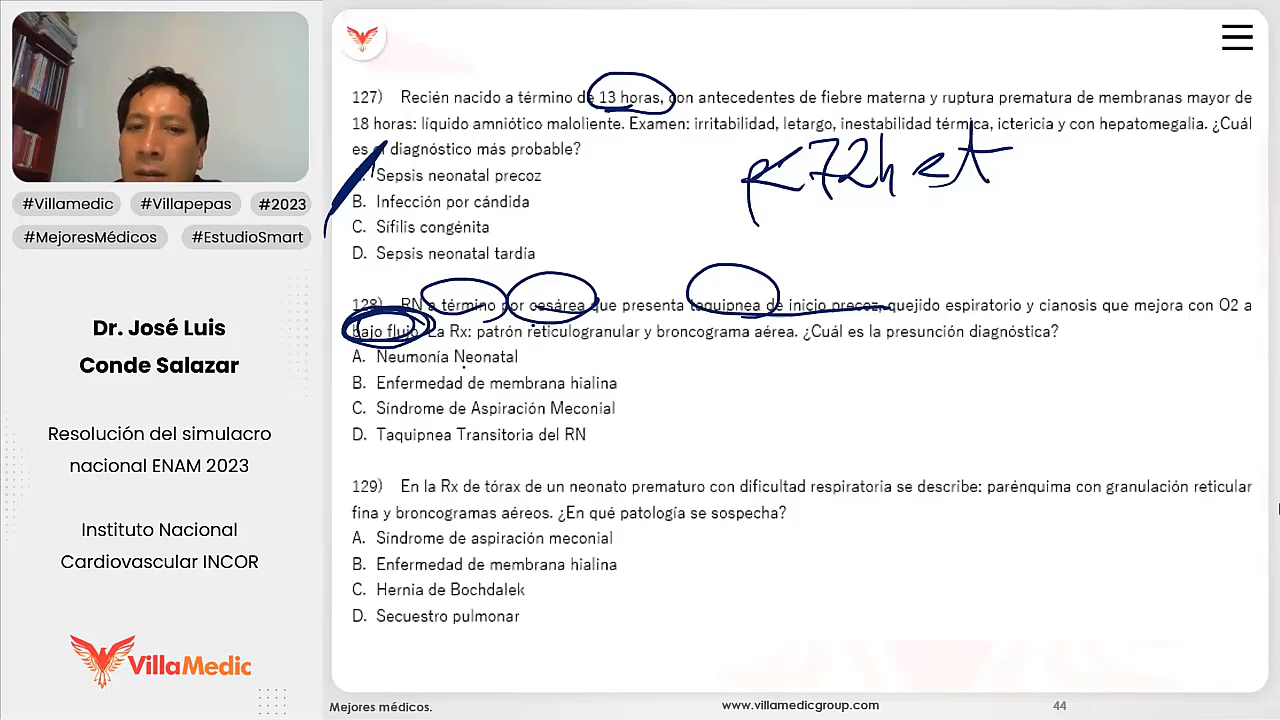 127) Recién nacido a término de 13 horas, con antecedentes de fiebre materna y ruptura prematura de membranas mayor de
18 horas: líquido amniótico maloliente. Examen: irritabilidad, letargo, inestabilidad térmica, ictericia y con hepatomegalia. ¿Cuál
es el diagnóstico más probable?
P<72h≤t
Sepsis neonatal precoz
B. Infección por cándida
C. Sífilis congénita
D. Sepsis neonatal tardía
128) RN a término por cesárea que presenta taquipnea de inicio precoz, quejido espiratorio y cianosis que mejora con O2 a
bajo flujo. La Rx: patrón reticulogranular y broncograma aérea. ¿Cuál es la presunción diagnóstica?
A. Neumonía Neonatal
B. Enfermedad de membrana hialina
C. Síndrome de Aspiración Meconial
D. Taquipnea Transitoria del RN
129) En la Rx de tórax de un neonato prematuro con dificultad respiratoria se describe: parénquima con granulación reticular
fina y broncogramas aéreos. ¿En qué patología se sospecha?
A. Síndrome de aspiración meconial
B. Enfermedad de membrana hialina
C. Hernia de Bochdalek
D. Secuestro pulmonar
#Villamedic #Villapepas #2023
#MejoresMédicos #EstudioSmart
Dr. José Luis
Conde Salazar
Resolución del simulacro
nacional ENAM 2023
Instituto Nacional
Cardiovascular INCOR
VillaMedic
Mejores médicos.
www.villamedicgroup.com
44